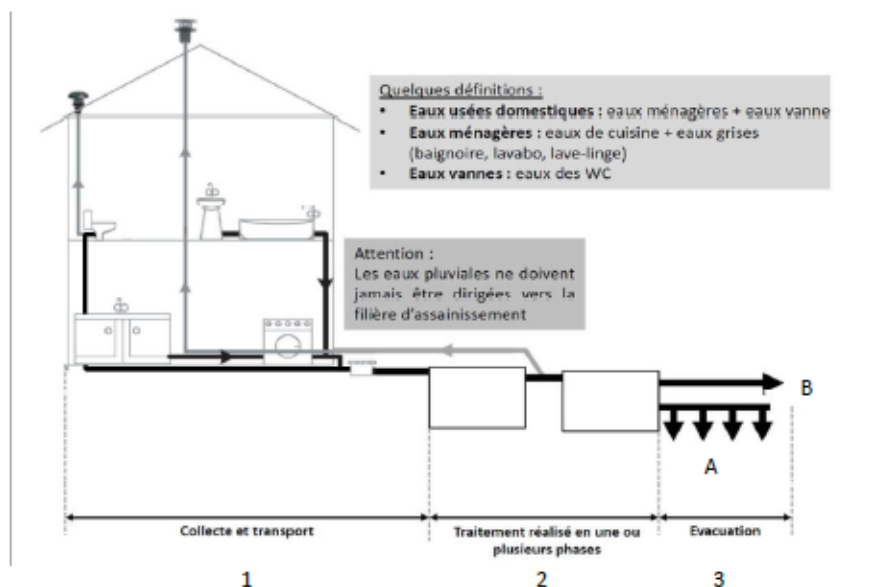 Quelques définitions :
• Eaux usées domestiques : eaux ménagères + eaux vanne
• Eaux ménagères : eaux de cuisine + eaux grises
(baignoire, lavabo, lave-linge)
• Eaux vannes : eaux des WC
Attention :
Les eaux pluviales ne doivent
jamais être dirigées vers la
filière d'assainissement
B
A
Collecte et transport
Traitement réalisé en une ou
plusieurs phases
Evacuation
1
2
3